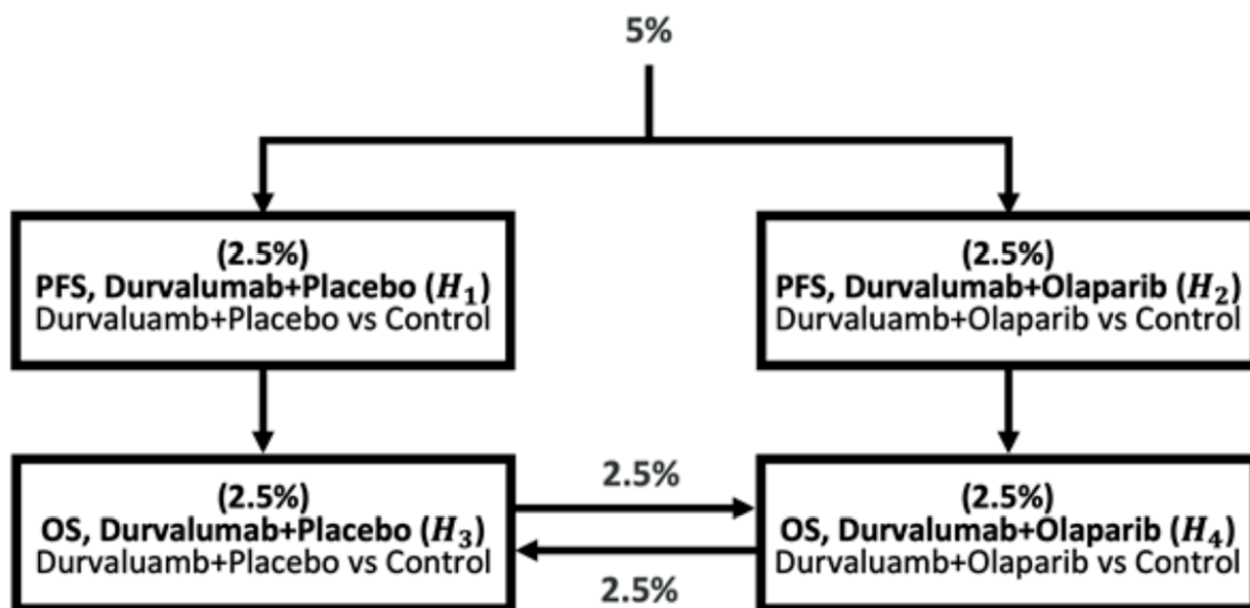 5%
(2.5%)
PFS, Durvalumab+Placebo (H₁)
Durvaluamb+Placebo vs Control
(2.5%)
PFS, Durvalumab+Olaparib (H₂)
Durvaluamb+Olaparib vs Control
(2.5%)
OS, Durvalumab+Placebo (H₃)
Durvaluamb+Placebo vs Control
2.5%
2.5%
(2.5%)
OS, Durvalumab+Olaparib (H₄)
Durvaluamb+Olaparib vs Control